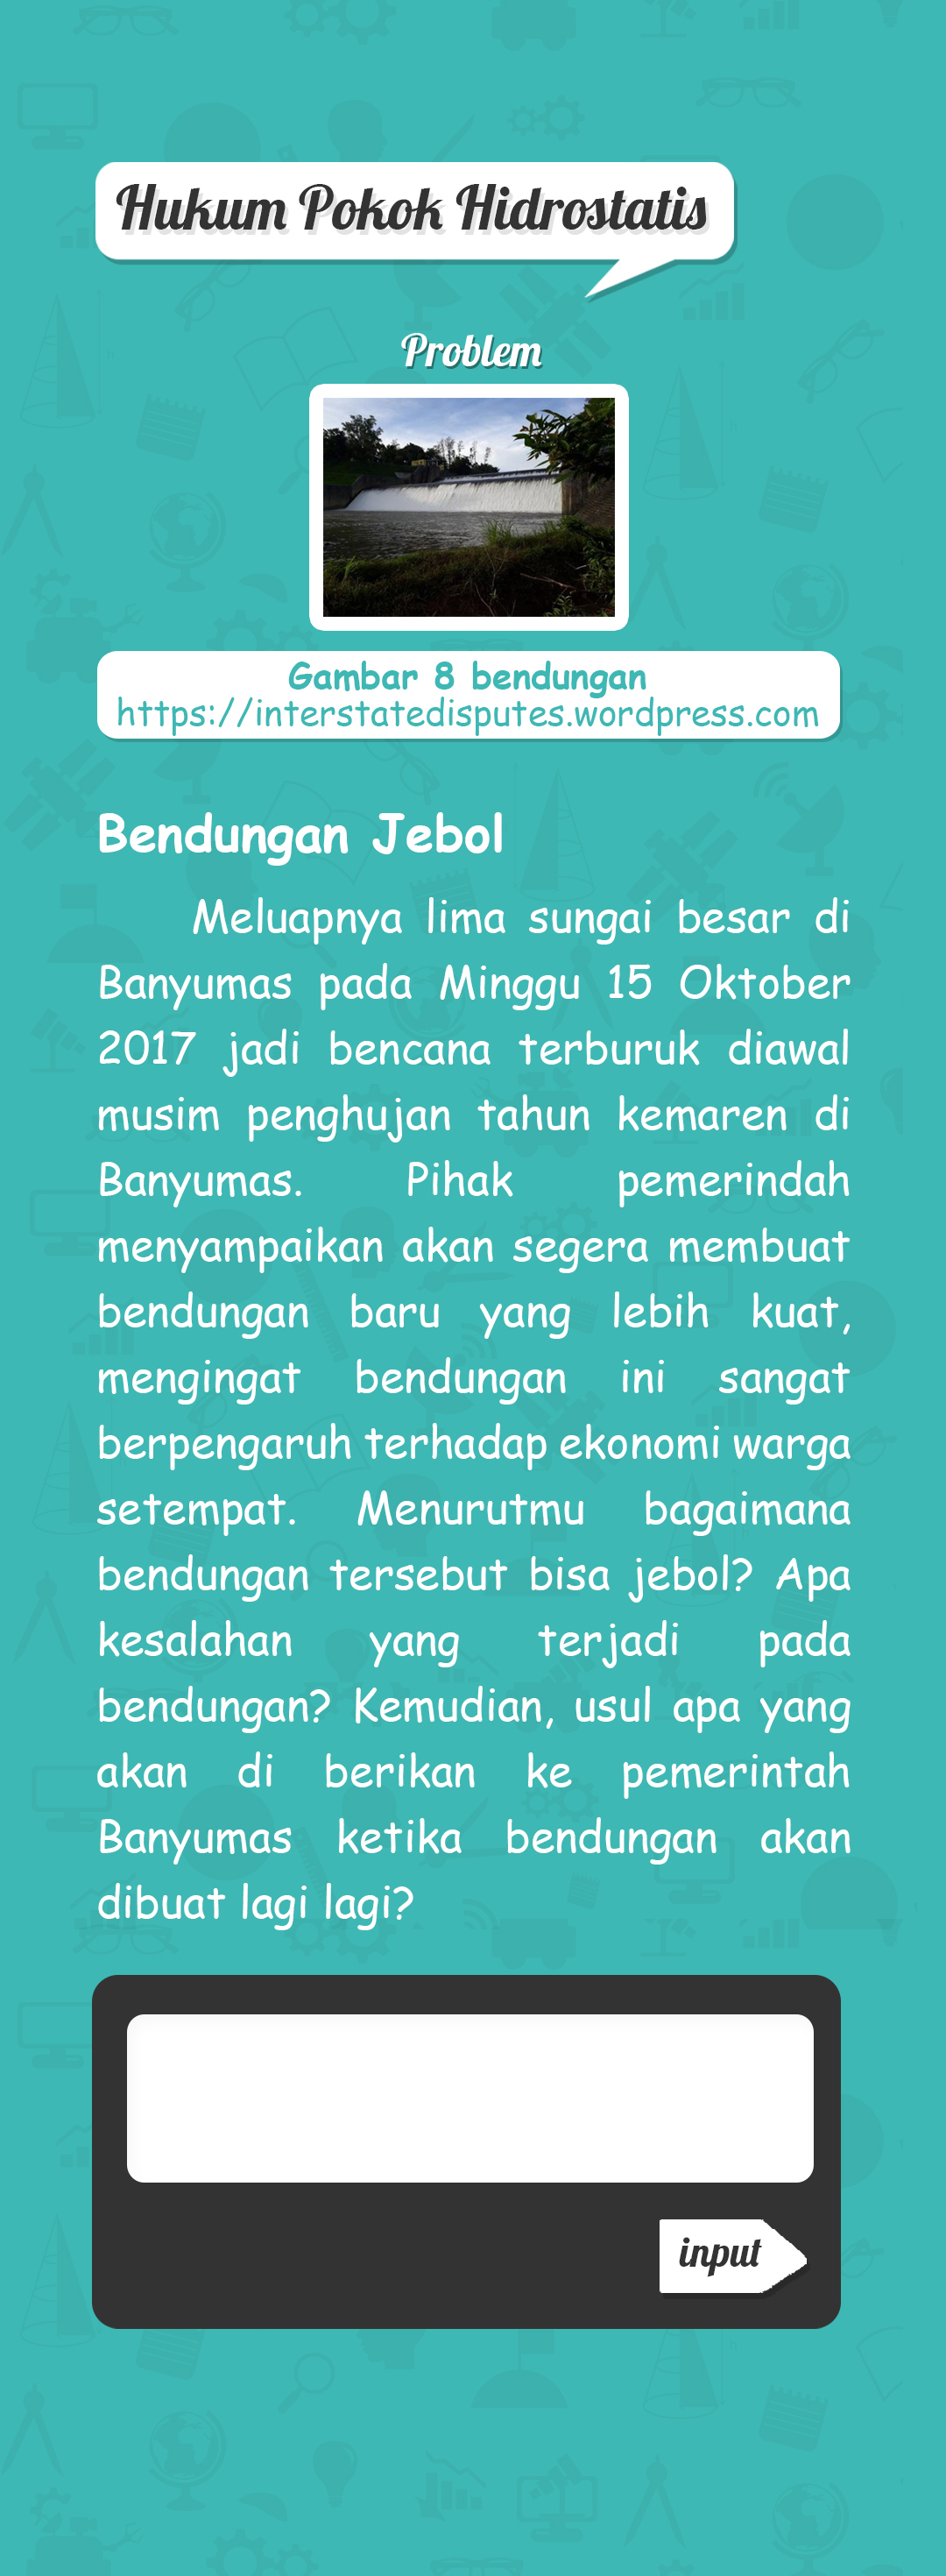 Hukum Pokok Hidrostatis
Problem
Gambar 8 bendungan
https://interstatedisputes.wordpress.com
Bendungan Jebol
Meluapnya lima sungai besar di
Banyumas pada Minggu 15 Oktober
2017 jadi bencana terburuk diawal
musim penghujan tahun kemaren di
Banyumas. Pihak pemerindah
menyampaikan akan segera membuat
bendungan baru yang lebih kuat,
mengingat bendungan ini sangat
berpengaruh terhadap ekonomi warga
setempat. Menurutmu bagaimana
bendungan tersebut bisa jebol? Apa
kesalahan yang terjadi pada
bendungan? Kemudian, usul apa yang
akan di berikan ke pemerintah
Banyumas ketika bendungan akan
dibuat lagi lagi?
input